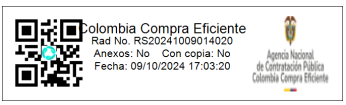 Colombia Compra Eficiente
Rad No. RS20241009014020
Anexos: No Con copia: No
Fecha: 09/10/2024 17:03:20
Agencia Nacional
de Contratación Pública
Colombia Compra Eficiente